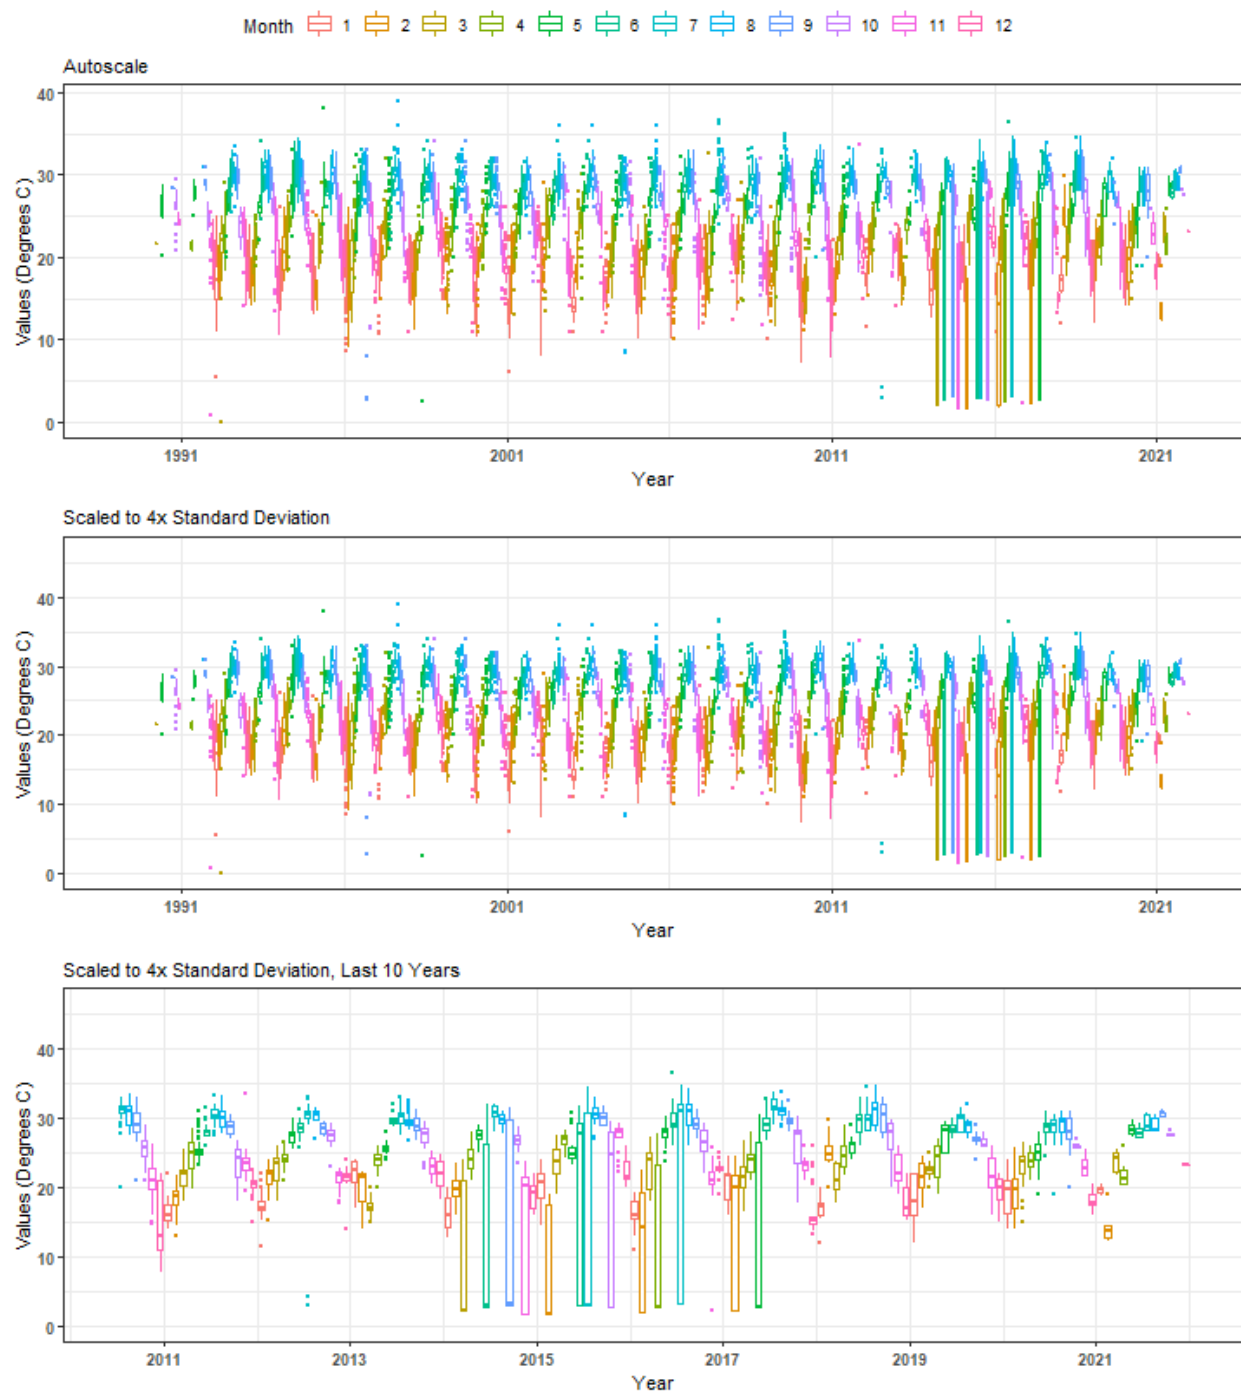 Month 1 2 3 4 5 6 7 8 9 10 11 12
Autoscale
Values (Degrees C)
40
30
20
10
0
1991 2001 2011 2021
Year
Scaled to 4x Standard Deviation
Values (Degrees C)
40
30
20
10
0
1991 2001 2011 2021
Year
Scaled to 4x Standard Deviation, Last 10 Years
Values (Degrees C)
40
30
20
10
0
2011 2013 2015 2017 2019 2021
Year